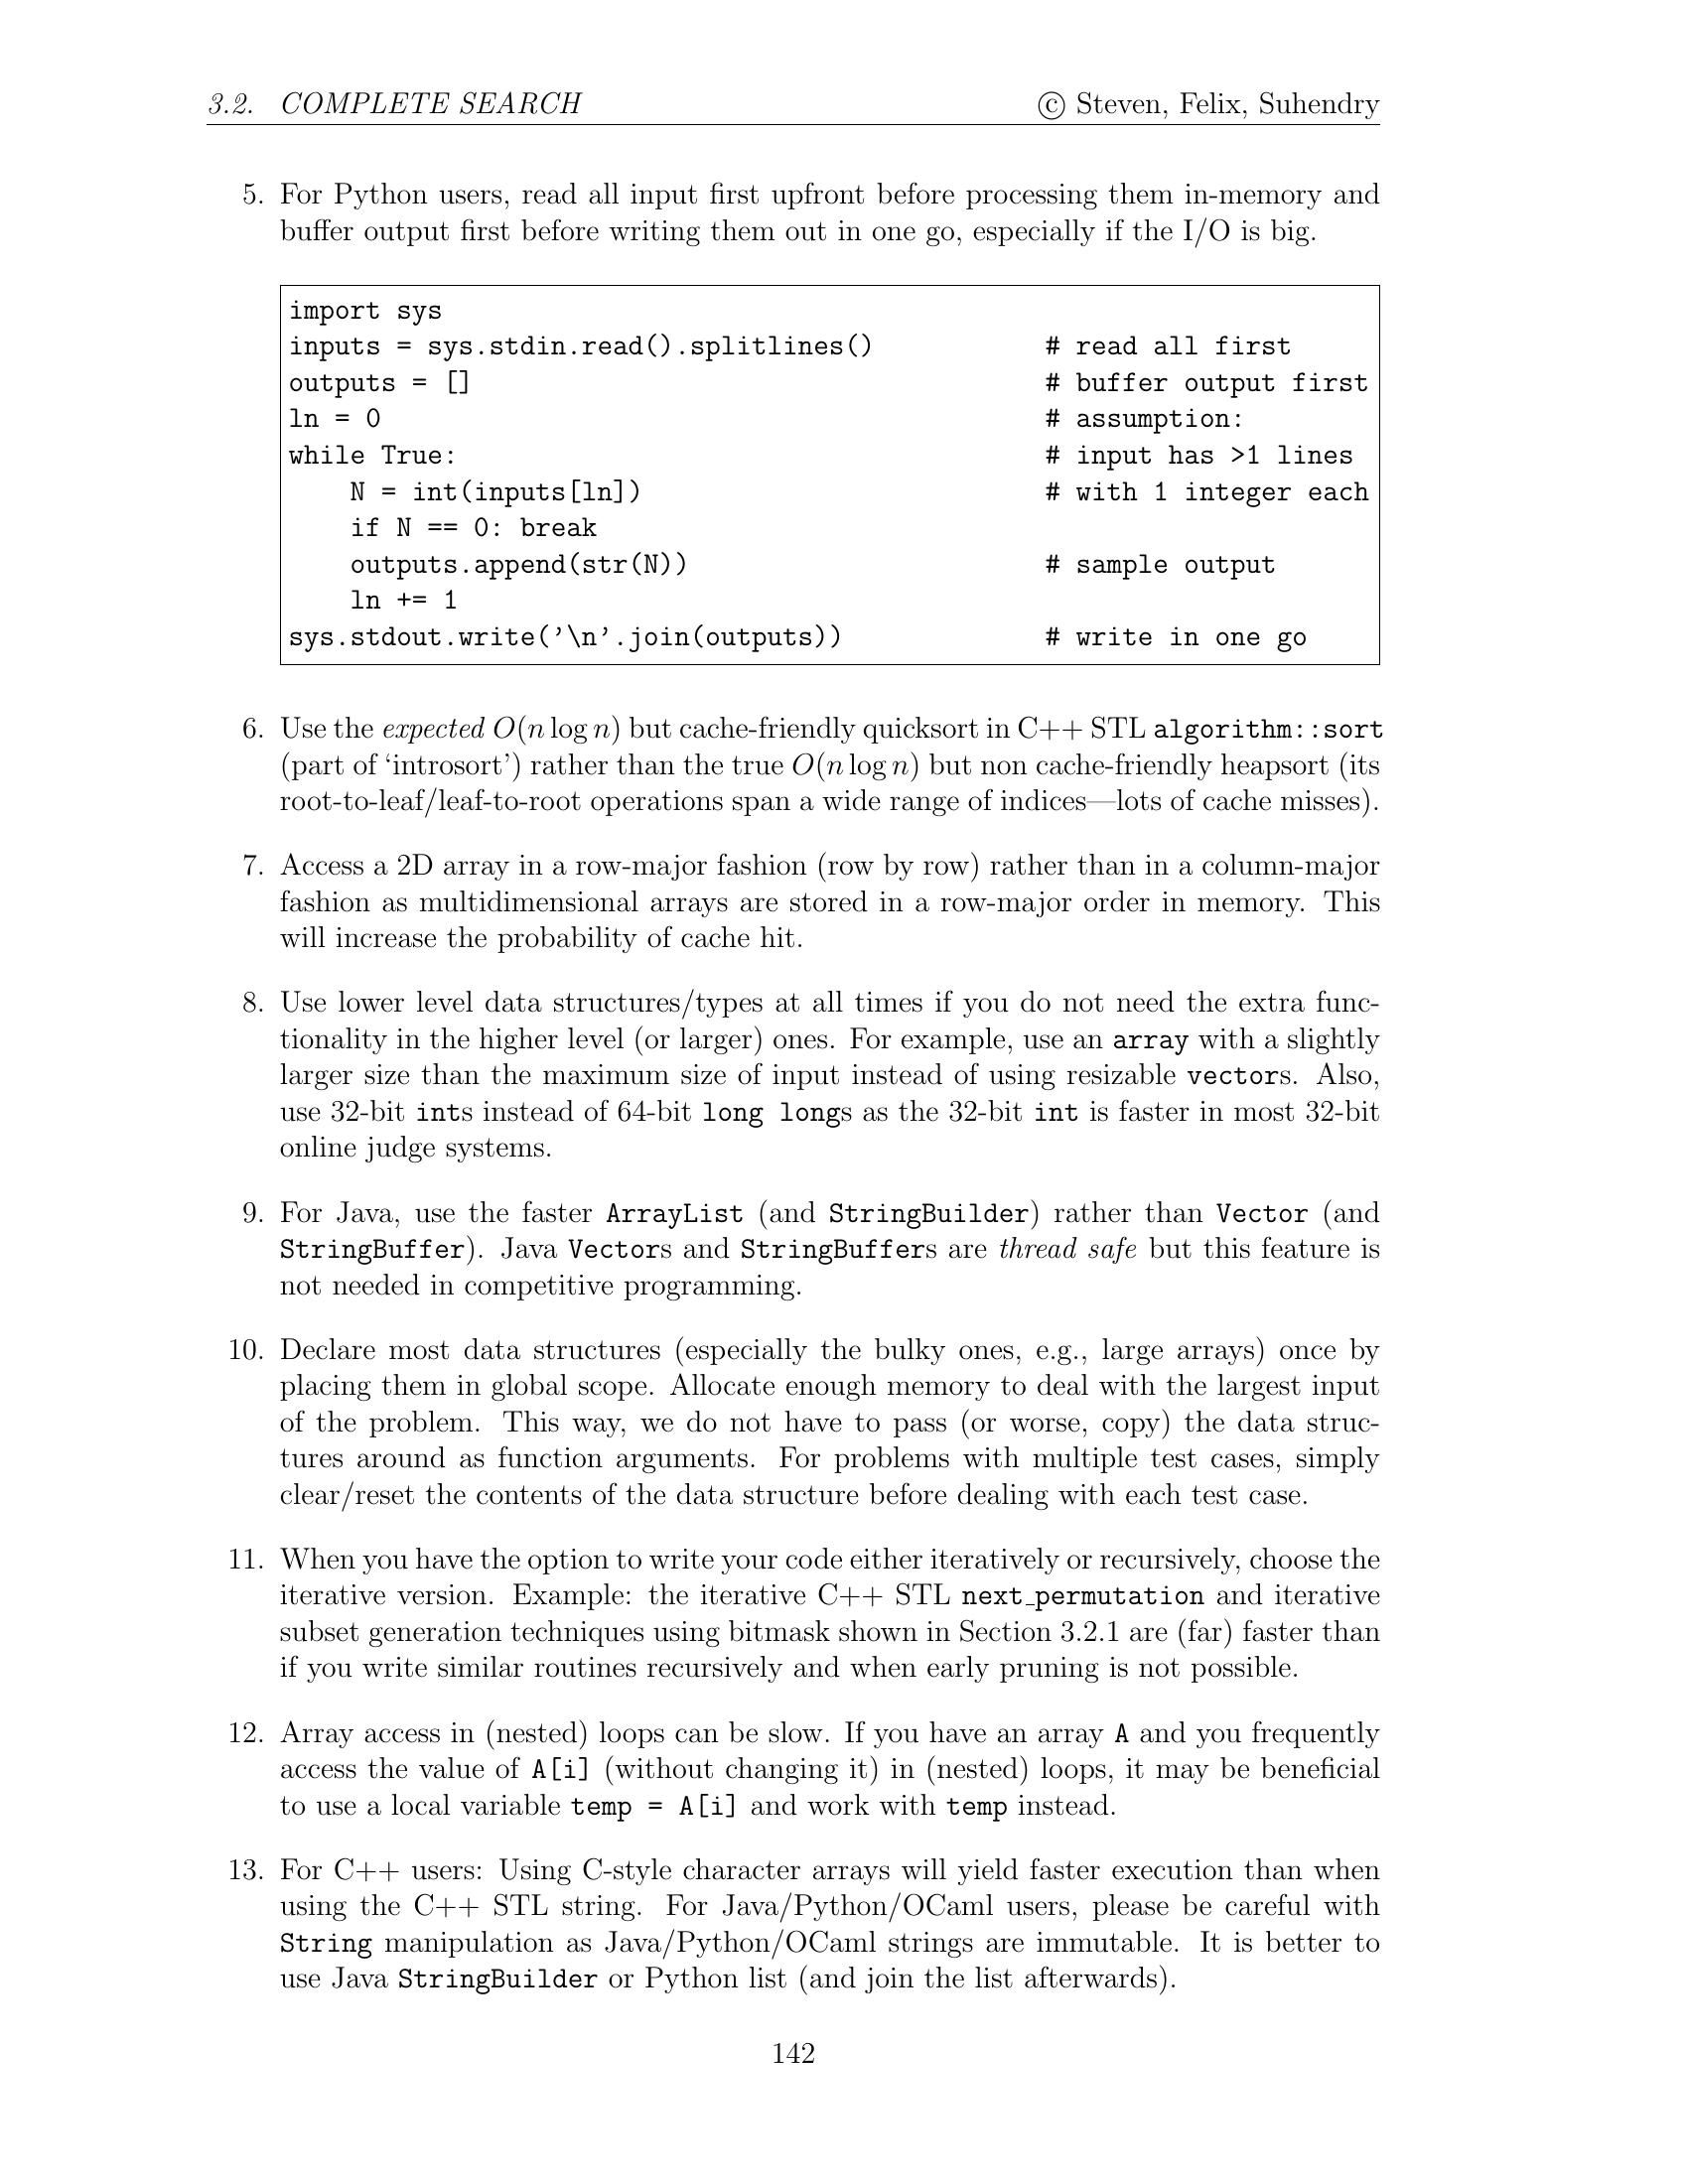 3.2. COMPLETE SEARCH © Steven, Felix, Suhendry
5. For Python users, read all input first upfront before processing them in-memory and
buffer output first before writing them out in one go, especially if the I/O is big.
import sys
inputs = sys.stdin.read().splitlines() # read all first
outputs = [] # buffer output first
ln = 0 # assumption:
while True: # input has >1 lines
    N = int(inputs[ln]) # with 1 integer each
    if N == 0: break
    outputs.append(str(N)) # sample output
    ln += 1
sys.stdout.write('\n'.join(outputs)) # write in one go
6. Use the expected O(n log n) but cache-friendly quicksort in C++ STL algorithm::sort
(part of ‘introsort’) rather than the true O(n log n) but non cache-friendly heapsort (its
root-to-leaf/leaf-to-root operations span a wide range of indices—lots of cache misses).
7. Access a 2D array in a row-major fashion (row by row) rather than in a column-major
fashion as multidimensional arrays are stored in a row-major order in memory. This
will increase the probability of cache hit.
8. Use lower level data structures/types at all times if you do not need the extra func-
tionality in the higher level (or larger) ones. For example, use an array with a slightly
larger size than the maximum size of input instead of using resizable vectors. Also,
use 32-bit ints instead of 64-bit long longs as the 32-bit int is faster in most 32-bit
online judge systems.
9. For Java, use the faster ArrayList (and StringBuilder) rather than Vector (and
StringBuffer). Java Vectors and StringBuffers are thread safe but this feature is
not needed in competitive programming.
10. Declare most data structures (especially the bulky ones, e.g., large arrays) once by
placing them in global scope. Allocate enough memory to deal with the largest input
of the problem. This way, we do not have to pass (or worse, copy) the data struc-
tures around as function arguments. For problems with multiple test cases, simply
clear/reset the contents of the data structure before dealing with each test case.
11. When you have the option to write your code either iteratively or recursively, choose the
iterative version. Example: the iterative C++ STL next_permutation and iterative
subset generation techniques using bitmask shown in Section 3.2.1 are (far) faster than
if you write similar routines recursively and when early pruning is not possible.
12. Array access in (nested) loops can be slow. If you have an array A and you frequently
access the value of A[i] (without changing it) in (nested) loops, it may be beneficial
to use a local variable temp = A[i] and work with temp instead.
13. For C++ users: Using C-style character arrays will yield faster execution than when
using the C++ STL string. For Java/Python/OCaml users, please be careful with
String manipulation as Java/Python/OCaml strings are immutable. It is better to
use Java StringBuilder or Python list (and join the list afterwards).
142